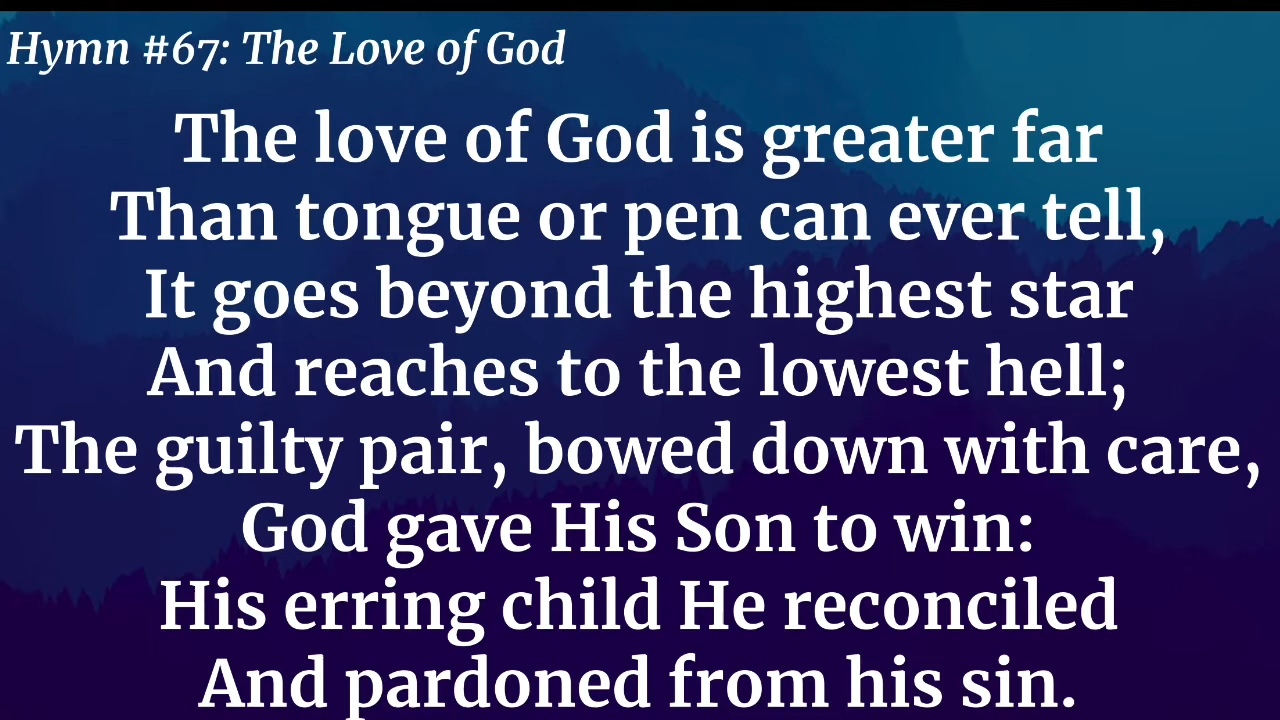 Hymn #67: The Love of God
The love of God is greater far
Than tongue or pen can ever tell,
It goes beyond the highest star
And reaches to the lowest hell;
The guilty pair, bowed down with care,
God gave His Son to win:
His erring child He reconciled
And pardoned from his sin.